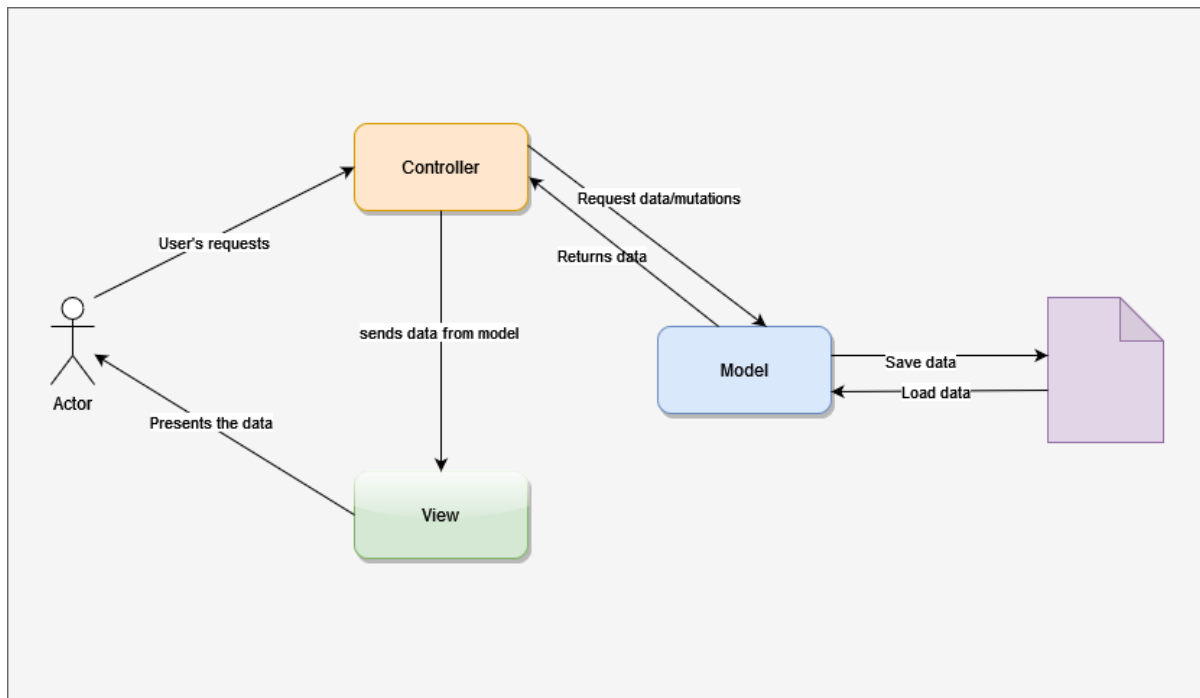 Controller
Request data/mutations
User's requests
Returns data
sends data from model
Save data
Model
Load data
Actor
Presents the data
View